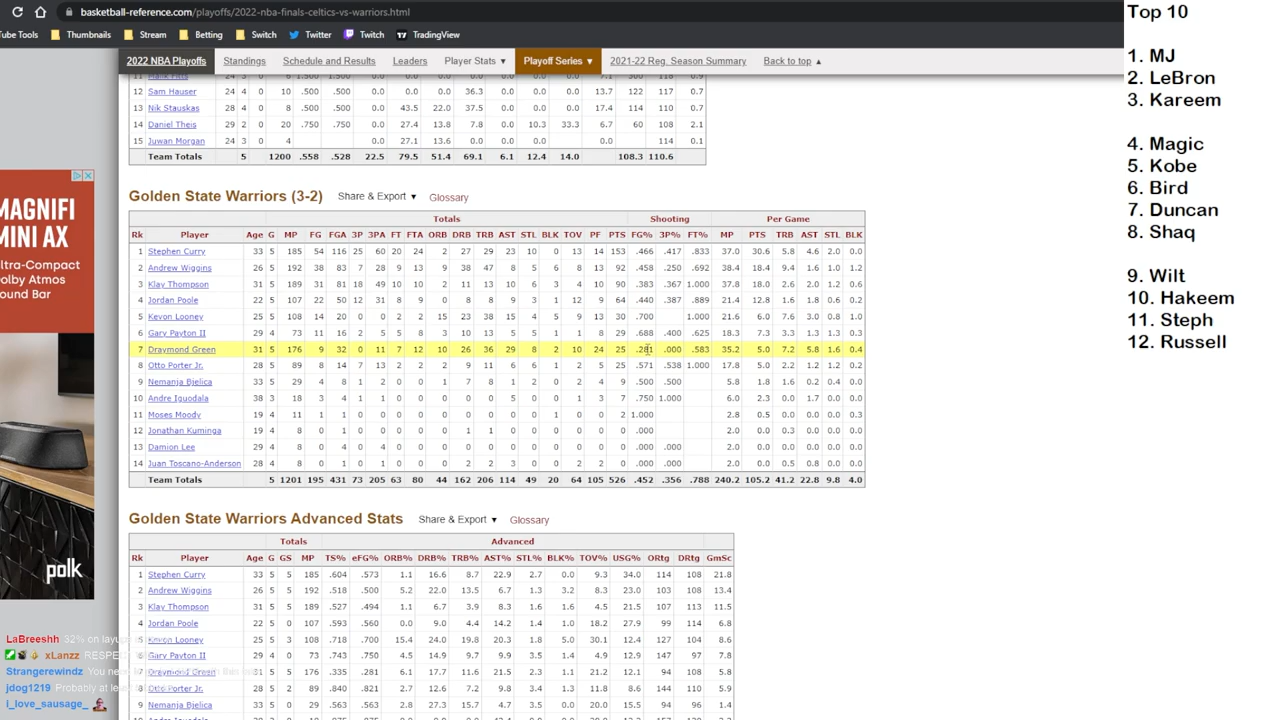 basketball-reference.com/playoffs/2022-nba-finals-celtics-vs-warriors.html
Tube Tools Thumbnails Stream Betting Switch Twitter Twitch TradingView
2022 NBA Playoffs Standings Schedule and Results Leaders Player Stats ▼ Playoff Series ▼ 2021-22 Reg. Season Summary Back to top ▲
12 Sam Hauser 24 4 0 10 .500 .500 0.0 0.0 0.0 36.3 0.0 0.0 0.0 13.7 122 117 0.9
13 Nik Stauskas 28 4 0 8 .500 .500 0.0 43.5 22.0 37.5 0.0 0.0 0.0 17.4 114 110 0.7
14 Daniel Theis 29 2 0 20 .750 .750 0.0 27.4 13.8 7.8 0.0 10.3 33.3 6.7 60 108 2.1
15 Juwan Morgan 24 3 0 4 0.0 27.1 13.6 0.0 0.0 0.0 0.0 114 0.1
Team Totals 5 1200 .558 .528 22.5 79.5 51.4 69.1 6.1 12.4 14.0 108.3 110.6
Golden State Warriors (3-2) Share & Export ▼ Glossary
Totals Shooting Per Game
Rk Player Age G MP FG FGA 3P 3PA FT FTA ORB DRB TRB AST STL BLK TOV PF PTS FG% 3P% FT% MP PTS TRB AST STL BLK
1 Stephen Curry 33 5 185 54 116 25 60 20 24 2 27 29 23 10 0 13 14 153 .466 .417 .833 37.0 30.6 5.8 4.6 2.0 0.0
2 Andrew Wiggins 26 5 192 38 83 7 28 9 13 9 38 47 8 5 6 8 13 92 .458 .250 .692 38.4 18.4 9.4 1.6 1.0 1.2
3 Klay Thompson 31 5 189 31 81 18 49 10 10 2 11 13 10 6 3 4 10 90 .383 .367 1.000 37.8 18.0 2.6 2.0 1.2 0.6
4 Jordan Poole 22 5 107 22 50 12 31 8 9 0 8 8 9 3 1 12 9 64 .440 .387 .889 21.4 12.8 1.6 1.8 0.6 0.2
5 Kevon Looney 25 5 108 14 20 0 0 2 2 15 23 38 15 4 5 9 13 30 .700 1.000 21.6 6.0 7.6 3.0 0.8 1.0
6 Gary Payton II 29 4 73 11 16 2 5 5 8 3 10 13 5 5 1 1 8 29 .688 .400 .625 18.3 7.3 3.3 1.3 1.3 0.3
7 Draymond Green 31 5 176 9 32 0 11 7 12 10 26 36 29 8 2 10 24 25 .281 .000 .583 35.2 5.0 7.2 5.8 1.6 0.4
8 Otto Porter Jr. 28 5 89 8 14 7 13 2 2 2 9 11 6 6 1 2 5 25 .571 .538 1.000 17.8 5.0 2.2 1.2 1.2 0.2
9 Nemanja Bjelica 33 5 29 4 8 1 2 0 0 1 7 8 1 2 0 2 4 9 .500 .500 5.8 1.8 1.6 0.2 0.4 0.0
10 Andre Iguodala 38 3 18 3 4 1 1 0 0 0 0 0 5 0 0 1 3 7 .750 1.000 6.0 2.3 0.0 1.7 0.0 0.0
11 Moses Moody 19 4 11 1 1 0 0 0 0 0 0 0 0 0 1 0 0 2 1.000 2.8 0.5 0.0 0.0 0.0 0.3
12 Jonathan Kuminga 19 4 8 0 1 0 0 0 0 0 1 1 0 0 0 0 0 0 .000 2.0 0.0 0.3 0.0 0.0 0.0
13 Damion Lee 29 4 8 0 4 0 4 0 0 0 0 0 0 0 0 0 0 0 .000 .000 2.0 0.0 0.0 0.0 0.0 0.0
14 Juan Toscano-Anderson 28 4 8 0 1 0 1 0 0 0 2 2 3 0 0 2 2 0 .000 .000 2.0 0.0 0.5 0.8 0.0 0.0
Team Totals 5 1201 195 431 73 205 63 80 44 162 206 114 49 20 64 105 526 .452 .356 .788 240.2 105.2 41.2 22.8 9.8 4.0
Golden State Warriors Advanced Stats Share & Export ▼ Glossary
Totals Advanced
Rk Player Age G GS MP TS% eFG% ORB% DRB% TRB% AST% STL% BLK% TOV% USG% ORtg DRtg GmSc
1 Stephen Curry 33 5 5 185 .604 .573 1.1 16.6 8.7 22.9 2.7 0.0 9.3 34.0 114 108 21.8
2 Andrew Wiggins 26 5 5 192 .518 .500 5.2 22.0 13.5 6.7 1.3 3.2 8.3 23.0 103 108 13.4
3 Klay Thompson 31 5 5 189 .527 .494 1.1 6.7 3.9 8.3 1.6 1.6 4.5 21.5 107 113 11.5
4 Jordan Poole 22 5 0 107 .593 .560 0.0 9.0 4.4 14.2 1.4 1.0 18.2 27.9 99 114 6.8
Kevon Looney 25 5 3 108 .718 .700 15.4 24.0 19.8 20.3 1.8 5.0 30.1 12.4 127 104 8.6
Gary Payton II 29 4 0 73 .743 .750 4.5 14.9 9.7 9.9 3.5 1.4 4.9 12.9 147 97 7.8
Draymond Green 31 5 5 176 .335 .281 6.1 17.7 11.6 21.5 2.3 1.2 21.2 12.1 94 108 5.8
8 Otto Porter Jr. 28 5 2 89 .840 .821 2.7 12.6 7.2 9.8 3.4 1.3 11.8 8.6 144 110 5.9
9 Nemanja Bjelica 33 5 0 29 .563 .563 2.8 27.3 15.7 4.7 3.5 0.0 20.0 15.5 94 96 1.4
MAGNIFI
MINI AX
Ultra-Compact
Dolby Atmos
Sound Bar
polk
LaBreeshh 32% on
xLanzz RESPE
Strangerewindz You
jdog1219 Probably at
i_love_sausage_
Top 10
1. MJ
2. LeBron
3. Kareem
4. Magic
5. Kobe
6. Bird
7. Duncan
8. Shaq
9. Wilt
10. Hakeem
11. Steph
12. Russell